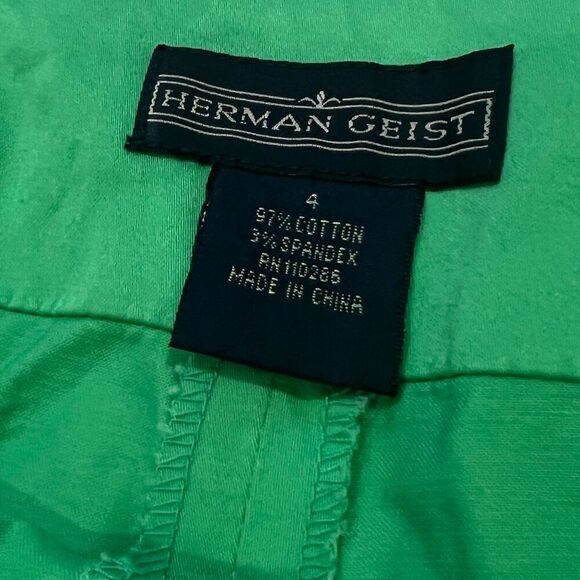 HERMAN GEIST
4
97% COTTON
3% SPANDEX
RN110286
MADE IN CHINA